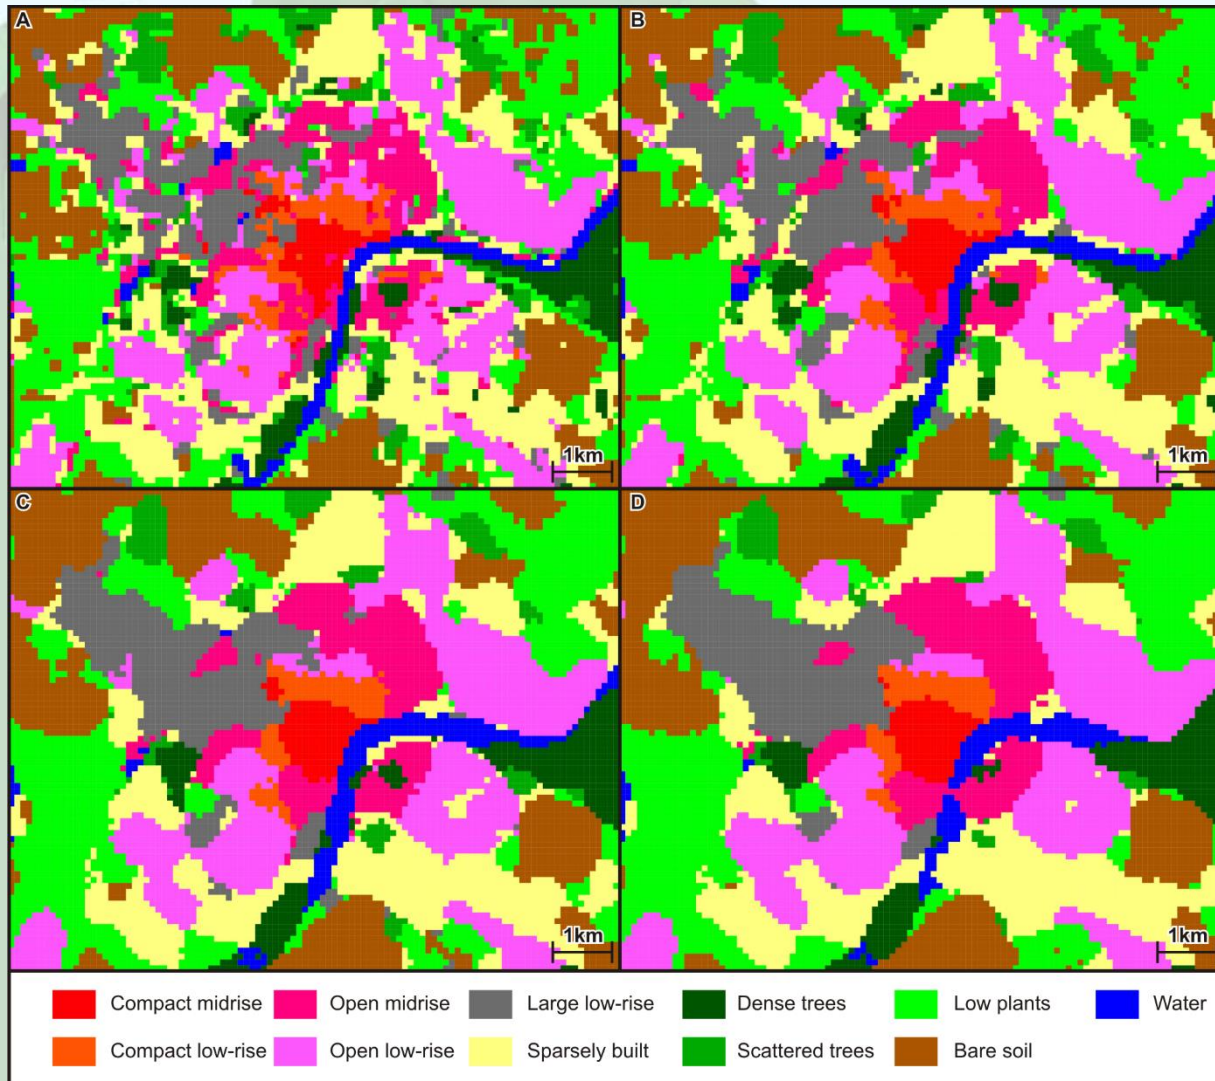 A
B
1km
1km
C
D
1km
1km
Compact midrise
Open midrise
Large low-rise
Dense trees
Low plants
Water
Compact low-rise
Open low-rise
Sparsely built
Scattered trees
Bare soil